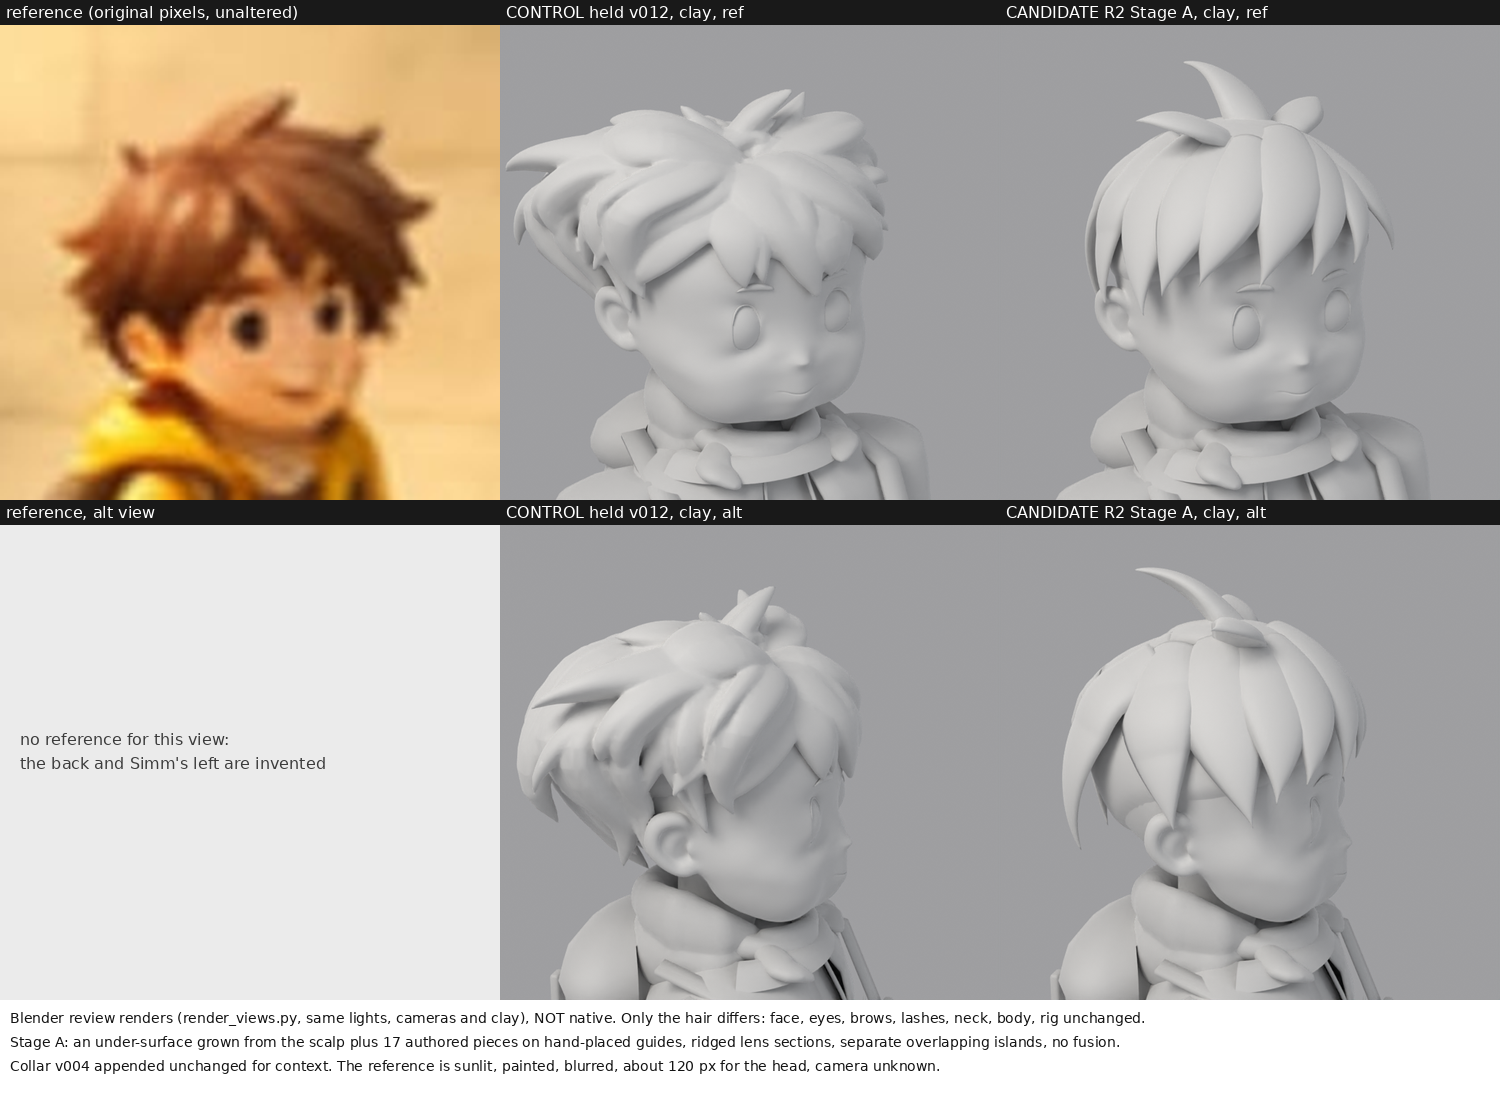 reference (original pixels, unaltered)
CONTROL held v012, clay, ref
CANDIDATE R2 Stage A, clay, ref
reference, alt view
CONTROL held v012, clay, alt
CANDIDATE R2 Stage A, clay, alt
no reference for this view:
the back and Simm's left are invented
Blender review renders (render_views.py, same lights, cameras and clay), NOT native. Only the hair differs: face, eyes, brows, lashes, neck, body, rig unchanged.
Stage A: an under-surface grown from the scalp plus 17 authored pieces on hand-placed guides, ridged lens sections, separate overlapping islands, no fusion.
Collar v004 appended unchanged for context. The reference is sunlit, painted, blurred, about 120 px for the head, camera unknown.